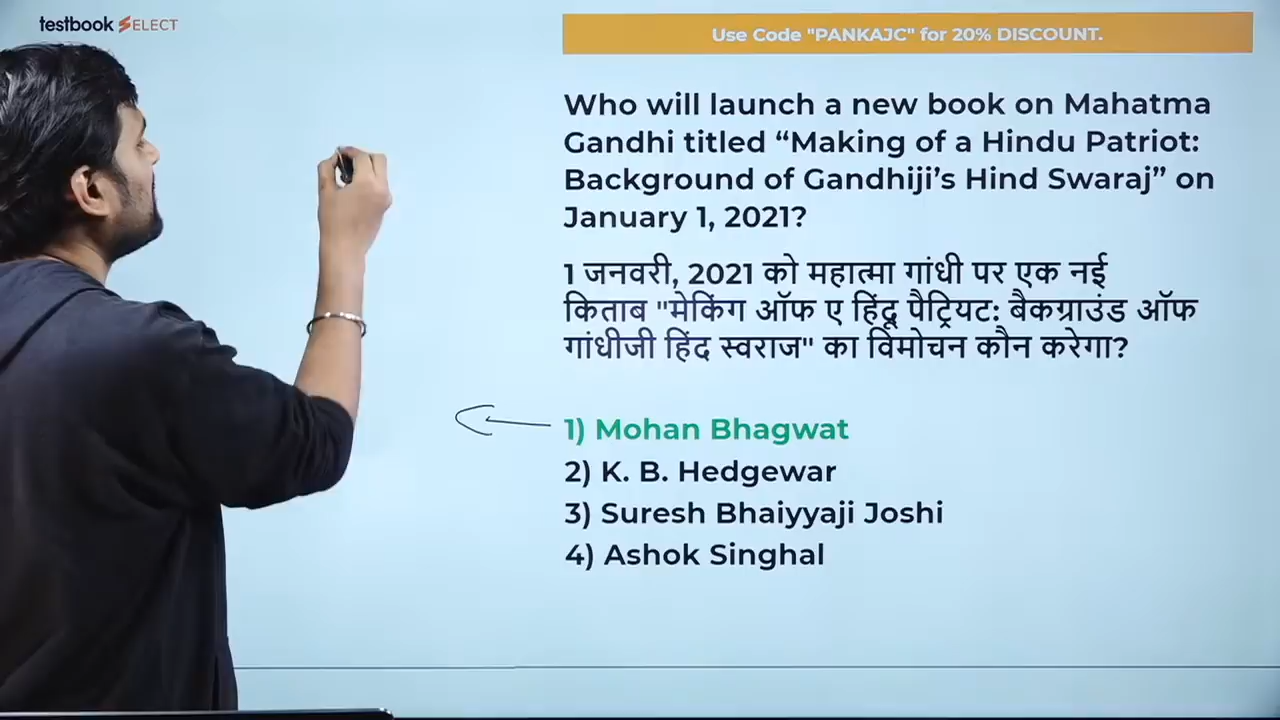 testbook SELECT
Use Code "PANKAJC" for 20% DISCOUNT.
Who will launch a new book on Mahatma
Gandhi titled “Making of a Hindu Patriot:
Background of Gandhiji’s Hind Swaraj” on
January 1, 2021?
1 जनवरी, 2021 को महात्मा गांधी पर एक नई
किताब "मेकिंग ऑफ ए हिंदू पैट्रियट: बैकग्राउंड ऑफ
गांधीजी हिंद स्वराज" का विमोचन कौन करेगा?
1) Mohan Bhagwat
2) K. B. Hedgewar
3) Suresh Bhaiyyaji Joshi
4) Ashok Singhal